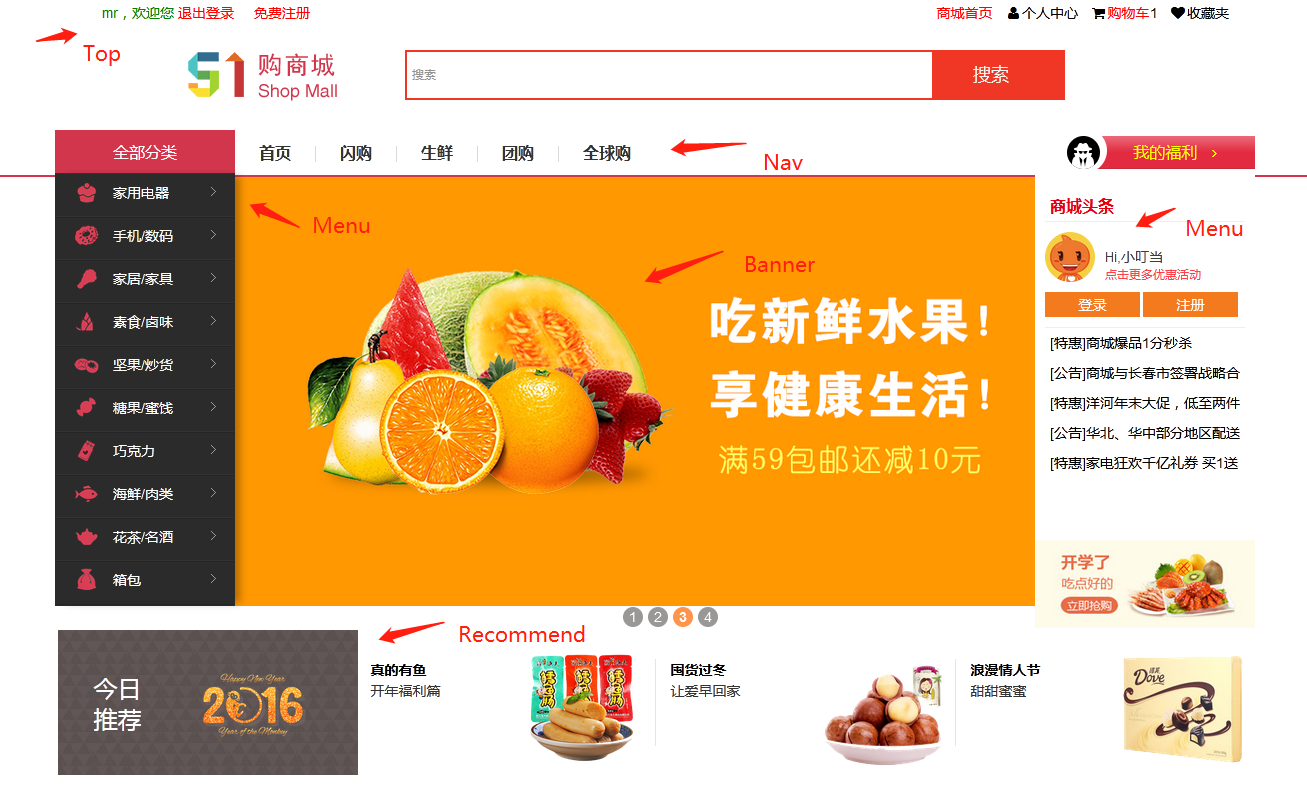 mr，欢迎您 退出登录 免费注册
商城首页 个人中心 购物车1 收藏夹
Top
51 购商城
Shop Mall
搜索
搜索
全部分类
首页 闪购 生鲜 团购 全球购
Nav
我的福利 >
家用电器
手机/数码
家居/家具
素食/卤味
坚果/炒货
糖果/蜜饯
巧克力
海鲜/肉类
花茶/名酒
箱包
Menu
Banner
吃新鲜水果!
享健康生活!
满59包邮还减10元
1 2 3 4
商城头条
Menu
Hi,小叮当
点击更多优惠活动
登录 注册
[特惠]商城爆品1分秒杀
[公告]商城与长春市签署战略合
[特惠]洋河年末大促，低至两件
[公告]华北、华中部分地区配送
[特惠]家电狂欢千亿礼券 买1送
开学了
吃点好的
立即抢购
Recommend
今日
推荐
Happy New Year
2016
Year of the Monkey
真的有鱼
开年福利篇
囤货过冬
让爱早回家
浪漫情人节
甜甜蜜蜜
Dove